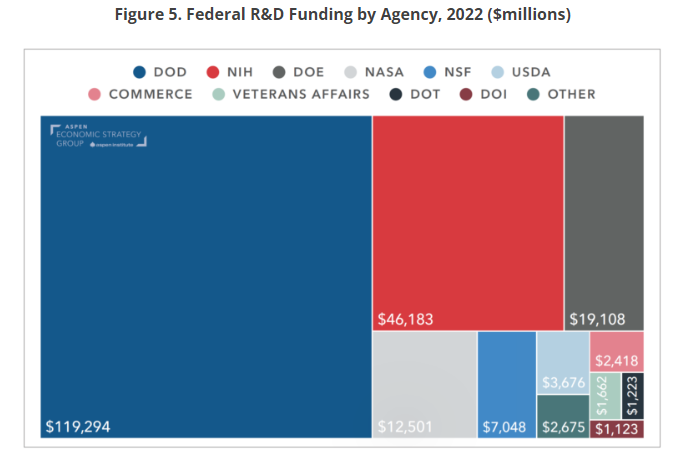 Figure 5. Federal R&D Funding by Agency, 2022 ($millions)
DOD NIH DOE NASA NSF USDA
COMMERCE VETERANS AFFAIRS DOT DOI OTHER
ASPEN
ECONOMIC STRATEGY
GROUP aspen institute
$46,183
$19,108
$2,418
$3,676
$1,662
$1,223
$119,294
$12,501
$7,048
$2,675
$1,123